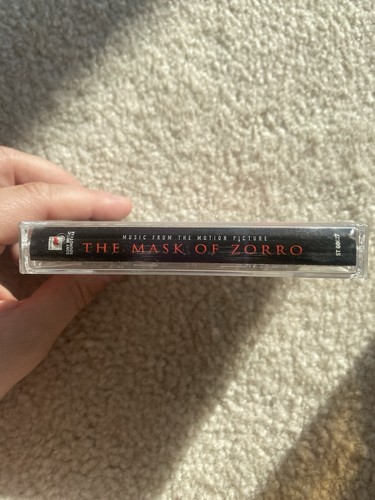 MUSIC FROM THE MOTION PICTURE
THE MASK OF ZORRO